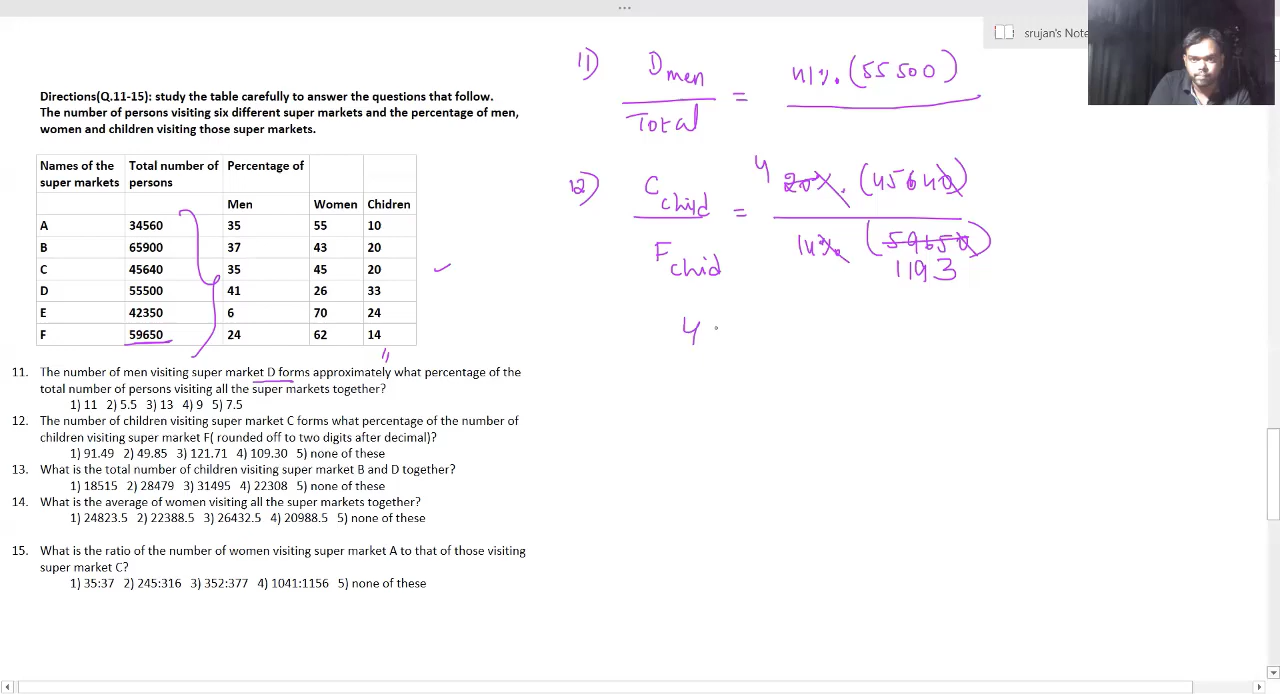 srujan's Note
Directions(Q.11-15): study the table carefully to answer the questions that follow.
The number of persons visiting six different super markets and the percentage of men,
women and children visiting those super markets.
Names of the super markets Total number of persons Percentage of
Men Women Chidren
A 34560 35 55 10
B 65900 37 43 20
C 45640 35 45 20
D 55500 41 26 33
E 42350 6 70 24
F 59650 24 62 14
11. The number of men visiting super market D forms approximately what percentage of the
total number of persons visiting all the super markets together?
1) 11 2) 5.5 3) 13 4) 9 5) 7.5
12. The number of children visiting super market C forms what percentage of the number of
children visiting super market F( rounded off to two digits after decimal)?
1) 91.49 2) 49.85 3) 121.71 4) 109.30 5) none of these
13. What is the total number of children visiting super market B and D together?
1) 18515 2) 28479 3) 31495 4) 22308 5) none of these
14. What is the average of women visiting all the super markets together?
1) 24823.5 2) 22388.5 3) 26432.5 4) 20988.5 5) none of these
15. What is the ratio of the number of women visiting super market A to that of those visiting
super market C?
1) 35:37 2) 245:316 3) 352:377 4) 1041:1156 5) none of these
11) D men = 41%. (55500)
Total
12) C child = 4 20%. (45640)
F chid 14% (59650)
1193
4